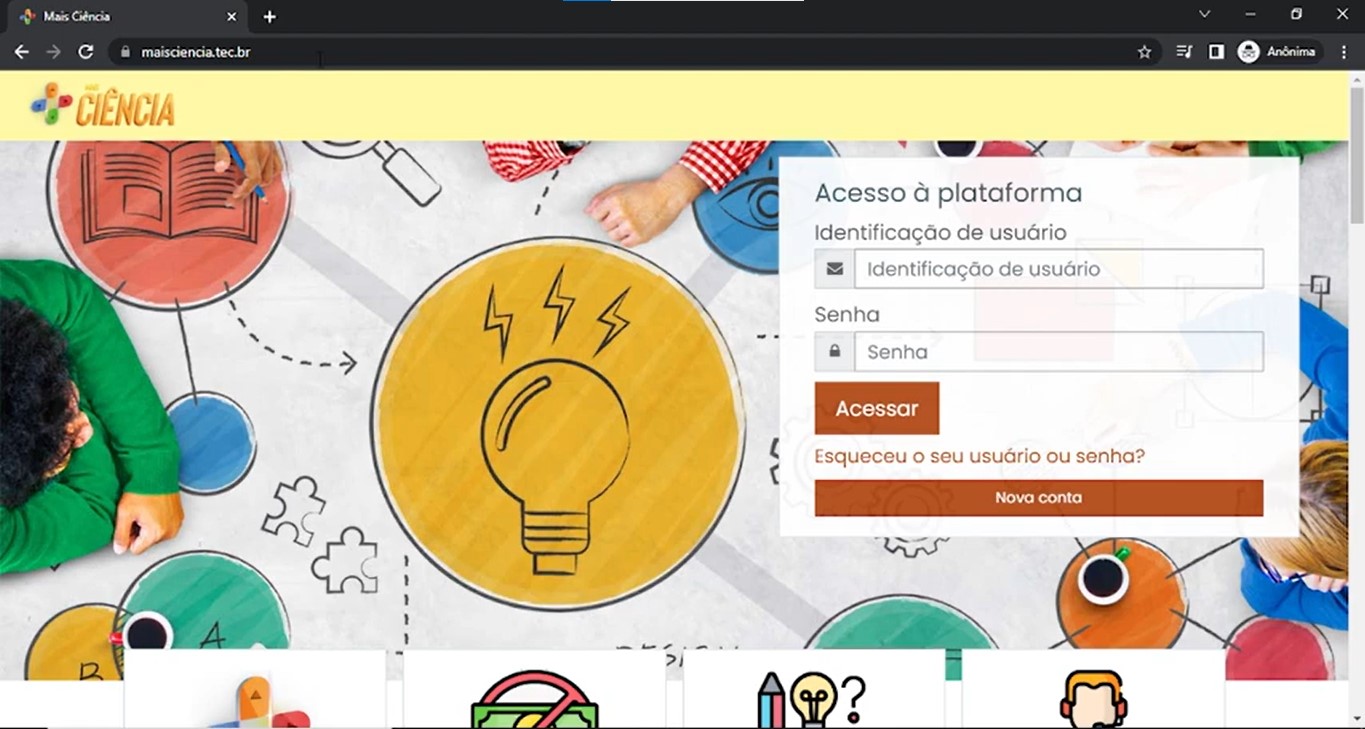 Mais Ciência
maisciencia.tec.br
Anônima
CIÊNCIA
Acesso à plataforma
Identificação de usuário
Identificação de usuário
Senha
Senha
Acessar
Esqueceu o seu usuário ou senha?
Nova conta
A
B
DESIGN
?